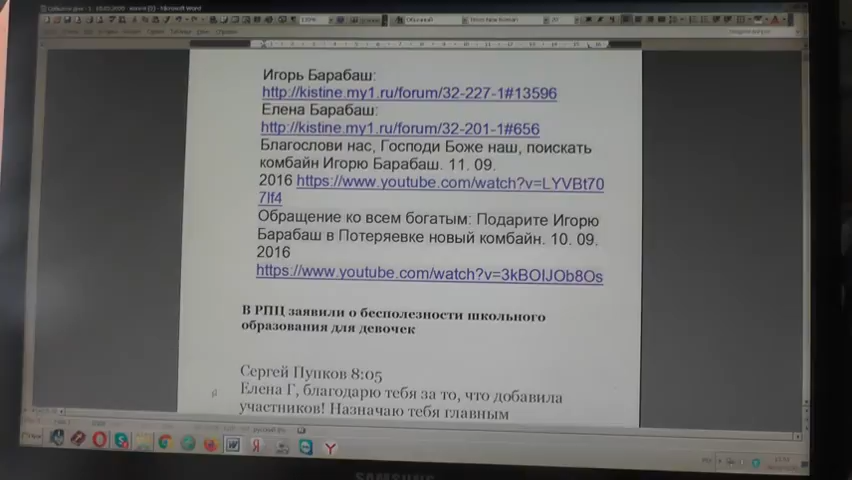 Игорь Барабаш:
http://kistine.my1.ru/forum/32-227-1#13596
Елена Барабаш:
http://kistine.my1.ru/forum/32-201-1#656
Благослови нас, Господи Боже наш, поискать
комбайн Игорю Барабаш. 11. 09.
2016 https://www.youtube.com/watch?v=LYVBt70
7lf4
Обращение ко всем богатым: Подарите Игорю
Барабаш в Потеряевке новый комбайн. 10. 09.
2016
https://www.youtube.com/watch?v=3kBOIJOb8Os
В РПЦ заявили о бесполезности школьного
образования для девочек
Сергей Пупков 8:05
Елена Г, благодарю тебя за то, что добавила
участников! Назначаю тебя главным
SAMSUNG